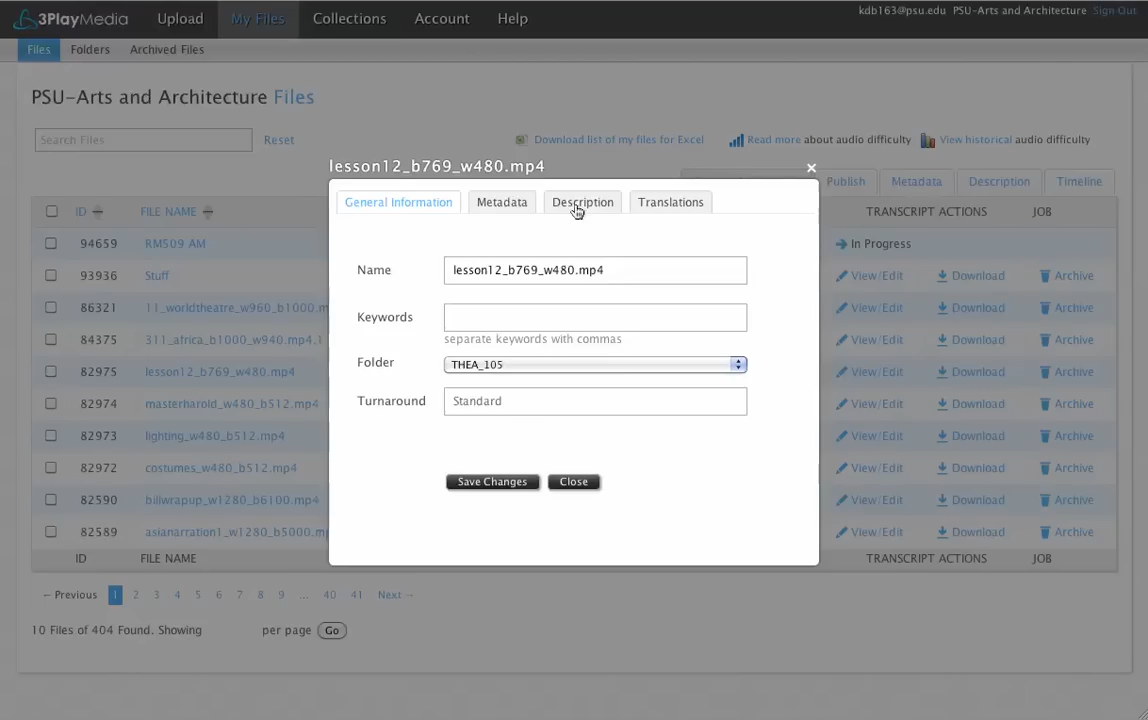 3PlayMedia Upload My Files Collections Account Help kdb163@psu.edu PSU-Arts and Architecture Sign Out
Files Folders Archived Files
PSU-Arts and Architecture Files
Search Files Reset Download list of my files for Excel Read more about audio difficulty View historical audio difficulty
lesson12_b769_w480.mp4
Publish Metadata Description Timeline
General Information Metadata Description Translations
Name lesson12_b769_w480.mp4
Keywords
separate keywords with commas
Folder THEA_105
Turnaround Standard
Save Changes Close
ID FILE NAME TRANSCRIPT ACTIONS JOB
94659 RM509 AM In Progress
93936 Stuff View/Edit Download Archive
86321 11_worldtheatre_w960_b1000.m View/Edit Download Archive
84375 311_africa_b1000_w940.mp4.1 View/Edit Download Archive
82975 lesson12_b769_w480.mp4 View/Edit Download Archive
82974 masterharold_w480_b512.mp4 View/Edit Download Archive
82973 lighting_w480_b512.mp4 View/Edit Download Archive
82972 costumes_w480_b512.mp4 View/Edit Download Archive
82590 billwrapup_w1280_b6100.mp4 View/Edit Download Archive
82589 asianarration1_w1280_b5000.mp View/Edit Download Archive
ID FILE NAME TRANSCRIPT ACTIONS JOB
← Previous 1 2 3 4 5 6 7 8 9 ... 40 41 Next →
10 Files of 404 Found. Showing per page Go